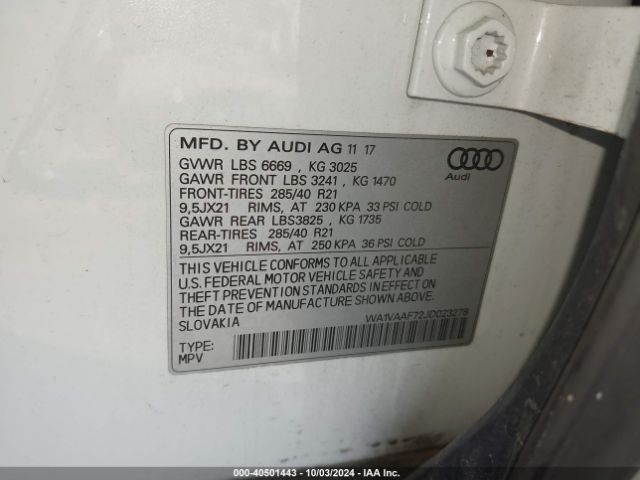 MFD. BY AUDI AG 11 17
GVWR LBS 6669 , KG 3025
GAWR FRONT LBS 3241 , KG 1470
FRONT-TIRES 285/40 R21
9,5JX21 RIMS, AT 230 KPA 33 PSI COLD
GAWR REAR LBS3825 , KG 1735
REAR-TIRES 285/40 R21
9,5JX21 RIMS, AT 250 KPA 36 PSI COLD
Audi
THIS VEHICLE CONFORMS TO ALL APPLICABLE
U.S. FEDERAL MOTOR VEHICLE SAFETY AND
THEFT PREVENTION STANDARDS IN EFFECT ON
THE DATE OF MANUFACTURE SHOWN ABOVE.
SLOVAKIA WA1VAAF72JD023278
TYPE:
MPV
000-40501443 - 10/03/2024 - IAA Inc.